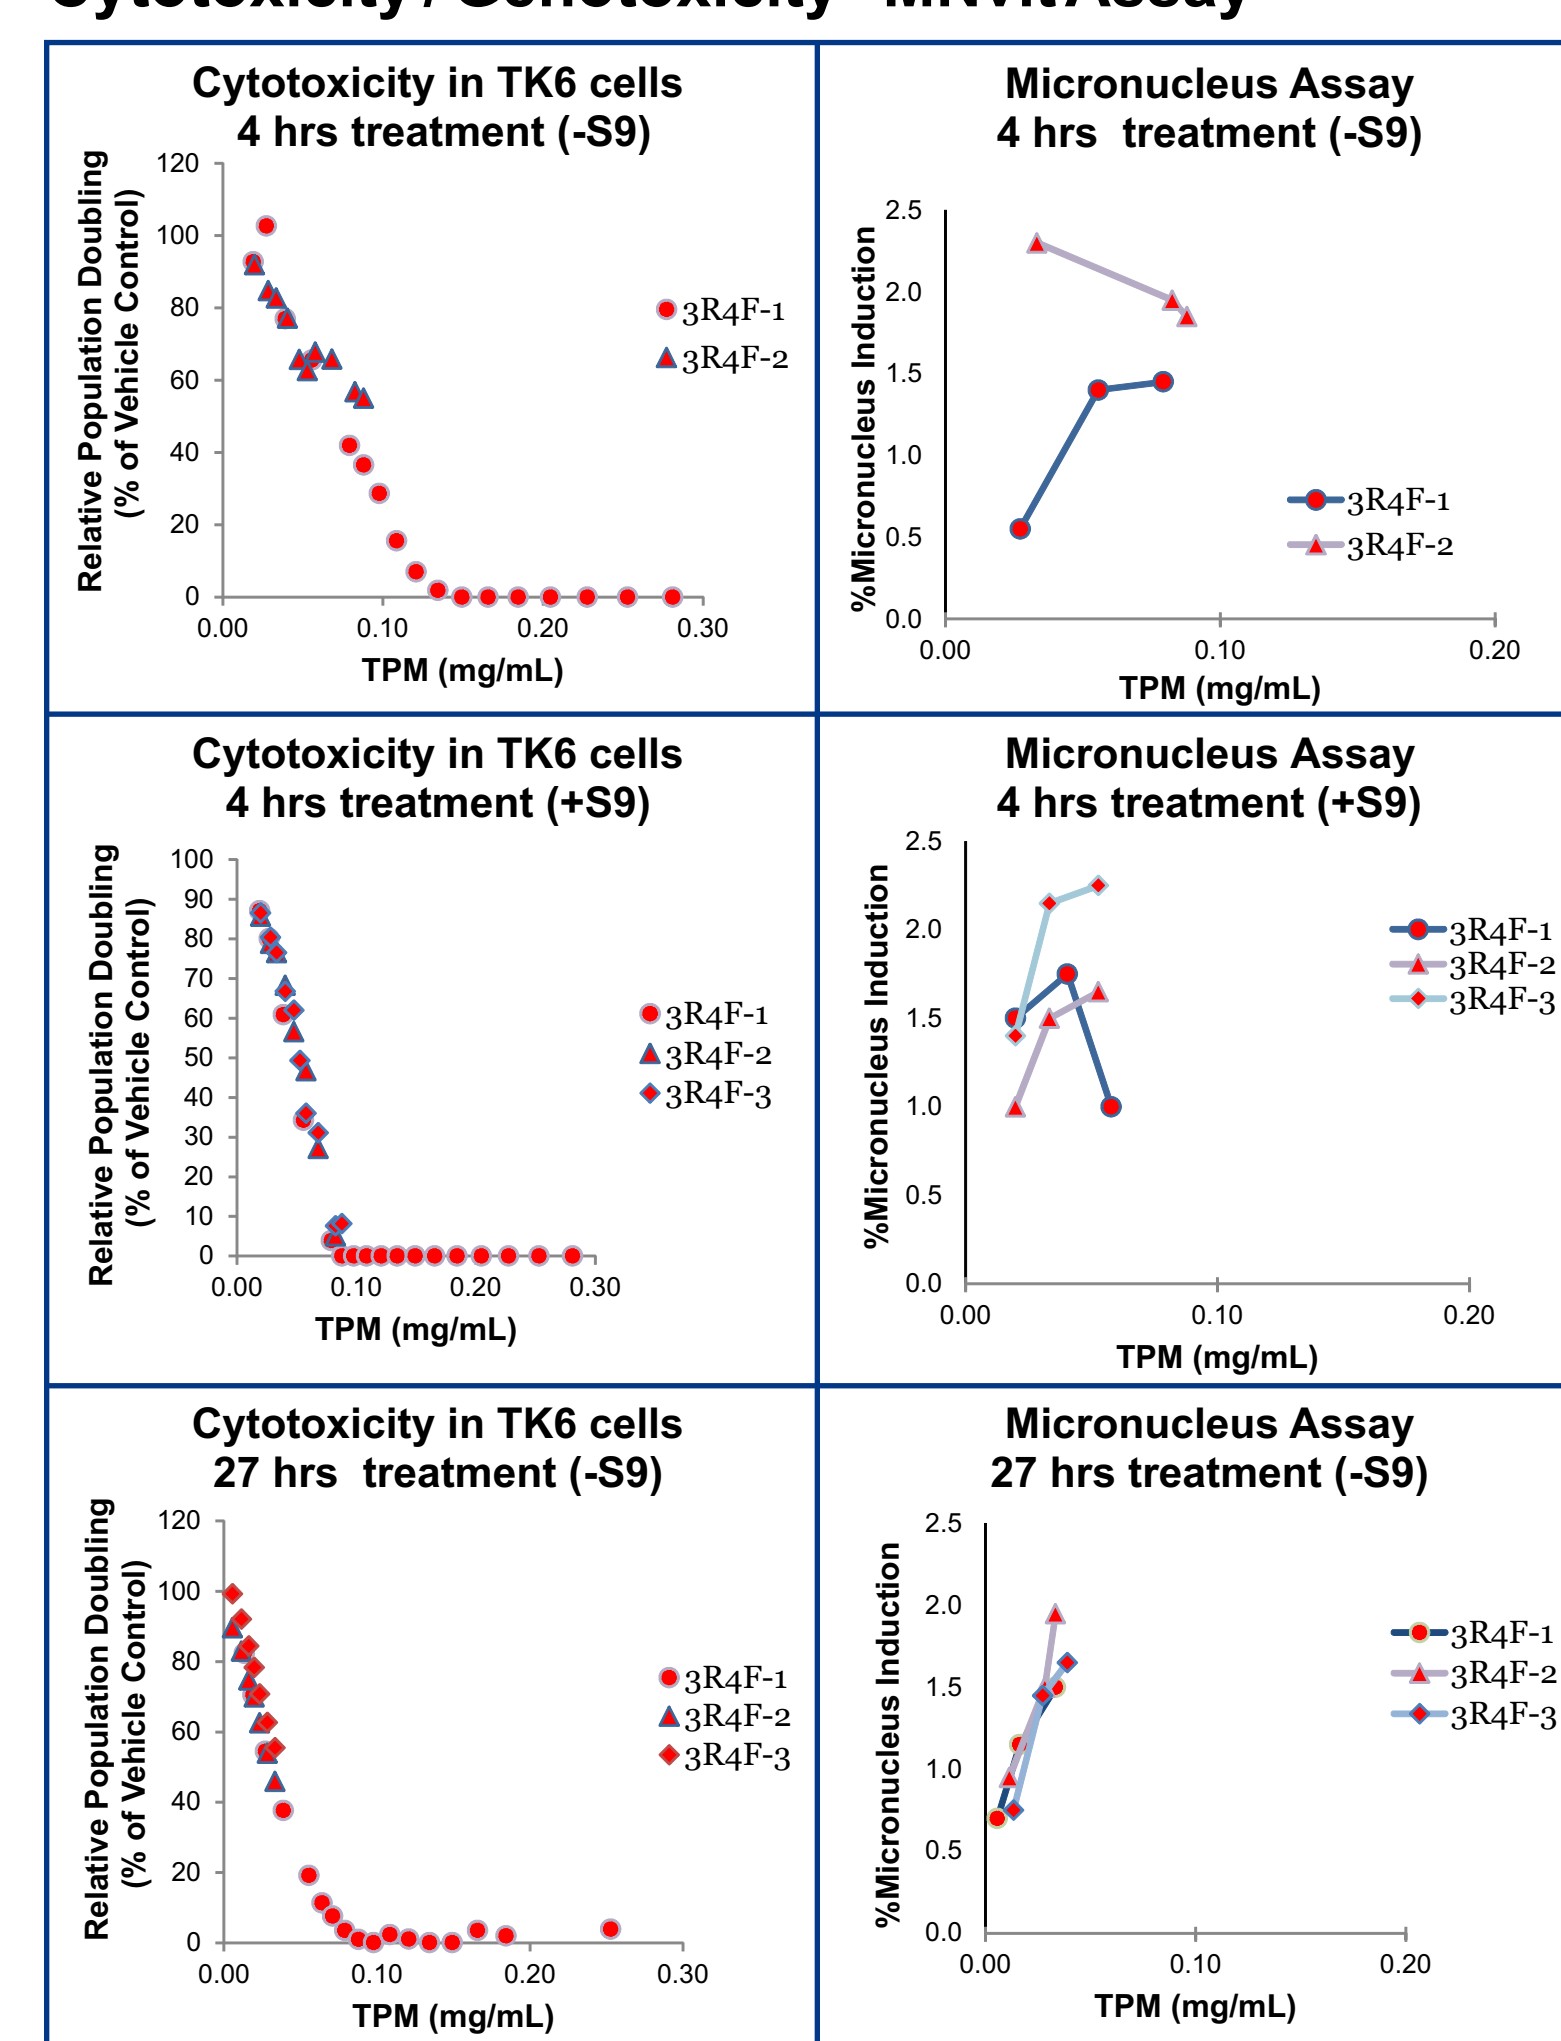 Cytotoxicity / Genotoxicity - MNvit Assay
Cytotoxicity in TK6 cells
4 hrs treatment (-S9)
Relative Population Doubling
(% of Vehicle Control)
120
100
80
60
40
20
0
0.00 0.10 0.20 0.30
TPM (mg/mL)
3R4F-1
3R4F-2
Micronucleus Assay
4 hrs treatment (-S9)
%Micronucleus Induction
2.5
2.0
1.5
1.0
0.5
0.0
0.00 0.10 0.20
TPM (mg/mL)
3R4F-1
3R4F-2
Cytotoxicity in TK6 cells
4 hrs treatment (+S9)
Relative Population Doubling
(% of Vehicle Control)
100
90
80
70
60
50
40
30
20
10
0
0.00 0.10 0.20 0.30
TPM (mg/mL)
3R4F-1
3R4F-2
3R4F-3
Micronucleus Assay
4 hrs treatment (+S9)
%Micronucleus Induction
2.5
2.0
1.5
1.0
0.5
0.0
0.00 0.10 0.20
TPM (mg/mL)
3R4F-1
3R4F-2
3R4F-3
Cytotoxicity in TK6 cells
27 hrs treatment (-S9)
Relative Population Doubling
(% of Vehicle Control)
120
100
80
60
40
20
0
0.00 0.10 0.20 0.30
TPM (mg/mL)
3R4F-1
3R4F-2
3R4F-3
Micronucleus Assay
27 hrs treatment (-S9)
%Micronucleus Induction
2.5
2.0
1.5
1.0
0.5
0.0
0.00 0.10 0.20
TPM (mg/mL)
3R4F-1
3R4F-2
3R4F-3